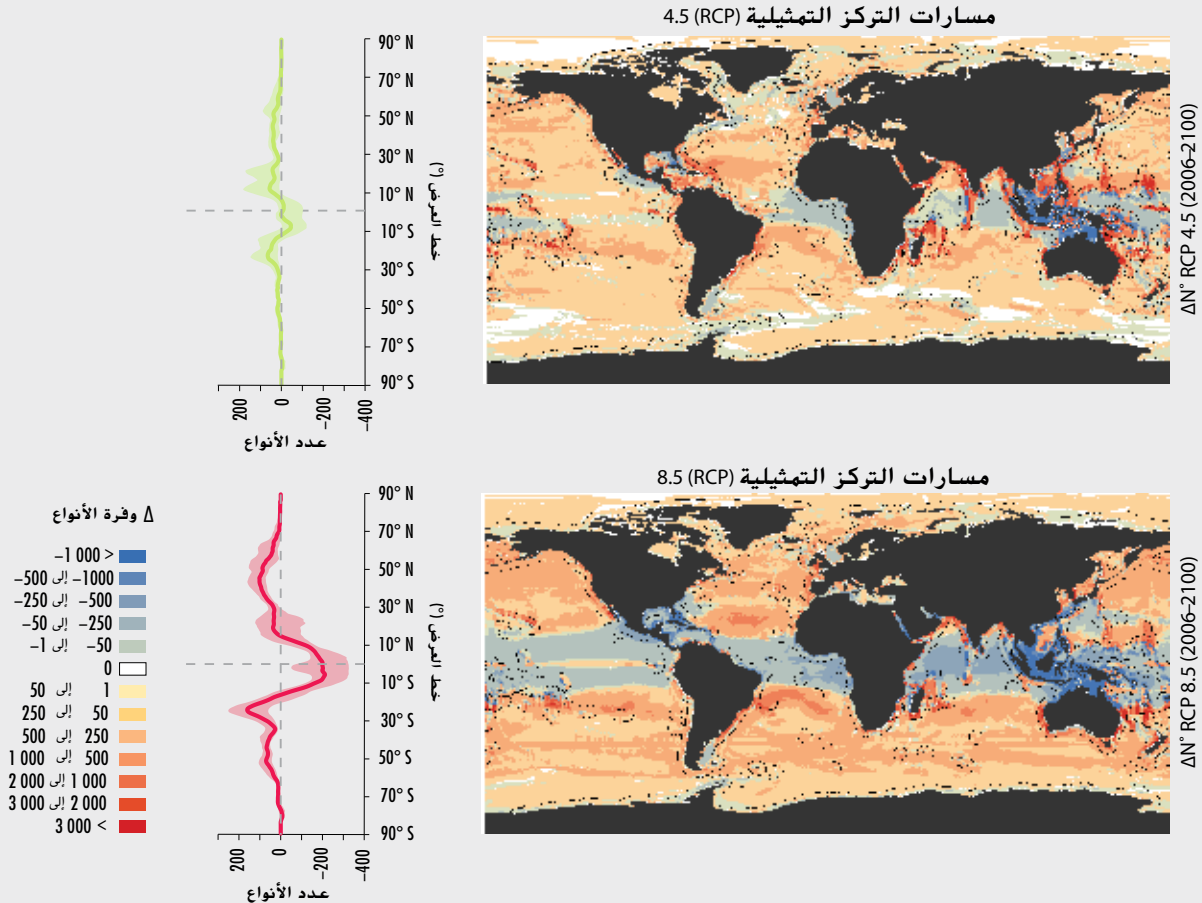 مسارات التركز التمثيلية (RCP) 4.5
90° N
70° N
50° N
30° N
10° N
10° S
30° S
50° S
70° S
90° S
خط العرض (°)
200
0
-200
-400
عدد الأنواع
ΔN° RCP 4.5 (2006–2100)
مسارات التركز التمثيلية (RCP) 8.5
90° N
70° N
50° N
30° N
10° N
10° S
30° S
50° S
70° S
90° S
خط العرض (°)
200
0
-200
-400
عدد الأنواع
ΔN° RCP 8.5 (2006–2100)
Δ وفرة الأنواع
–1 000 >
–1000 إلى –500
–500 إلى –250
–250 إلى –50
–50 إلى –1
0
1 إلى 50
50 إلى 250
250 إلى 500
500 إلى 1 000
1 000 إلى 2 000
2 000 إلى 3 000
3 000 <